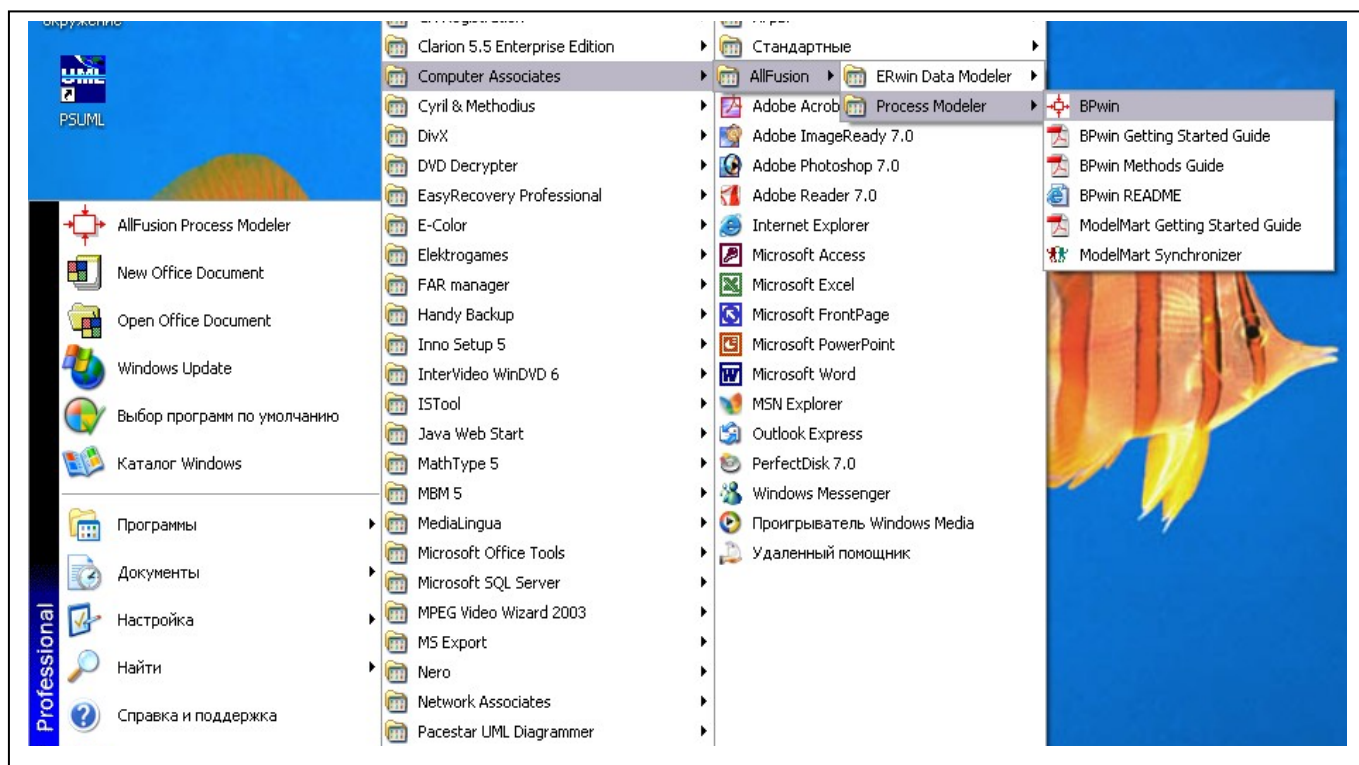 окружение
PSUML
AllFusion Process Modeler
New Office Document
Open Office Document
Windows Update
Выбор программ по умолчанию
Каталог Windows
Программы
Документы
Настройка
Найти
Справка и поддержка
Professional
Clarion 5.5 Enterprise Edition
Computer Associates
Cyril & Methodius
DivX
DVD Decrypter
EasyRecovery Professional
E-Color
Elektrogames
FAR manager
Handy Backup
Inno Setup 5
InterVideo WinDVD 6
ISTool
Java Web Start
MathType 5
MBM 5
MediaLingua
Microsoft Office Tools
Microsoft SQL Server
MPEG Video Wizard 2003
MS Export
Nero
Network Associates
Pacestar UML Diagrammer
Стандартные
AllFusion
Adobe Acrob
Adobe ImageReady 7.0
Adobe Photoshop 7.0
Adobe Reader 7.0
Internet Explorer
Microsoft Access
Microsoft Excel
Microsoft FrontPage
Microsoft PowerPoint
Microsoft Word
MSN Explorer
Outlook Express
PerfectDisk 7.0
Windows Messenger
Проигрыватель Windows Media
Удаленный помощник
ERwin Data Modeler
Process Modeler
BPwin
BPwin Getting Started Guide
BPwin Methods Guide
BPwin README
ModelMart Getting Started Guide
ModelMart Synchronizer